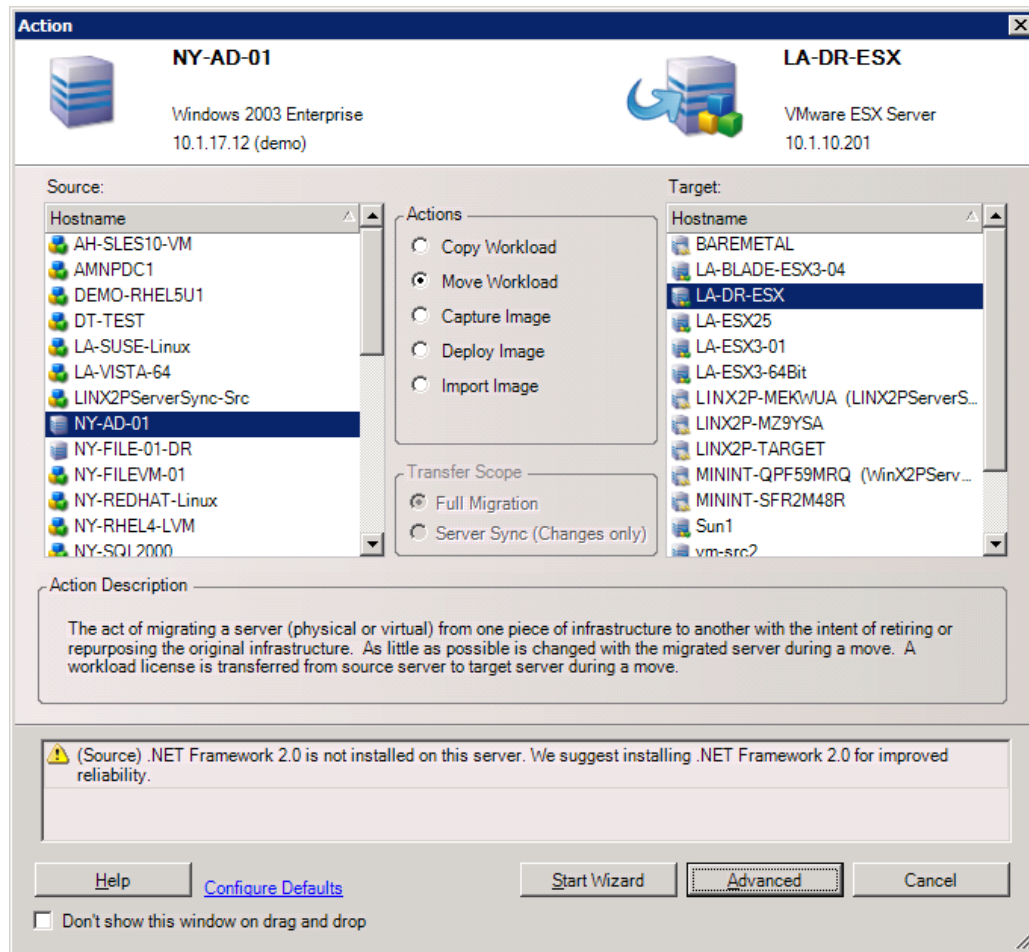 Action
NY-AD-01
Windows 2003 Enterprise
10.1.17.12 (demo)
LA-DR-ESX
VMware ESX Server
10.1.10.201
Source:
Hostname
AH-SLES10-VM
AMNPDC1
DEMO-RHEL5U1
DT-TEST
LA-SUSE-Linux
LA-VISTA-64
LINX2PServerSync-Src
NY-AD-01
NY-FILE-01-DR
NY-FILEVM-01
NY-REDHAT-Linux
NY-RHEL4-LVM
NY-SQL2000
Actions
Copy Workload
Move Workload
Capture Image
Deploy Image
Import Image
Transfer Scope
Full Migration
Server Sync (Changes only)
Target:
Hostname
BAREMETAL
LA-BLADE-ESX3-04
LA-DR-ESX
LA-ESX25
LA-ESX3-01
LA-ESX3-64Bit
LINX2P-MEKWUA (LINX2PServerS...
LINX2P-MZ9YSA
LINX2P-TARGET
MININT-QPF59MRQ (WinX2PServ...
MININT-SFR2M48R
Sun1
vm-src2
Action Description
The act of migrating a server (physical or virtual) from one piece of infrastructure to another with the intent of retiring or
repurposing the original infrastructure. As little as possible is changed with the migrated server during a move. A
workload license is transferred from source server to target server during a move.
(Source) .NET Framework 2.0 is not installed on this server. We suggest installing .NET Framework 2.0 for improved
reliability.
Help
Configure Defaults
Start Wizard
Advanced
Cancel
Don't show this window on drag and drop